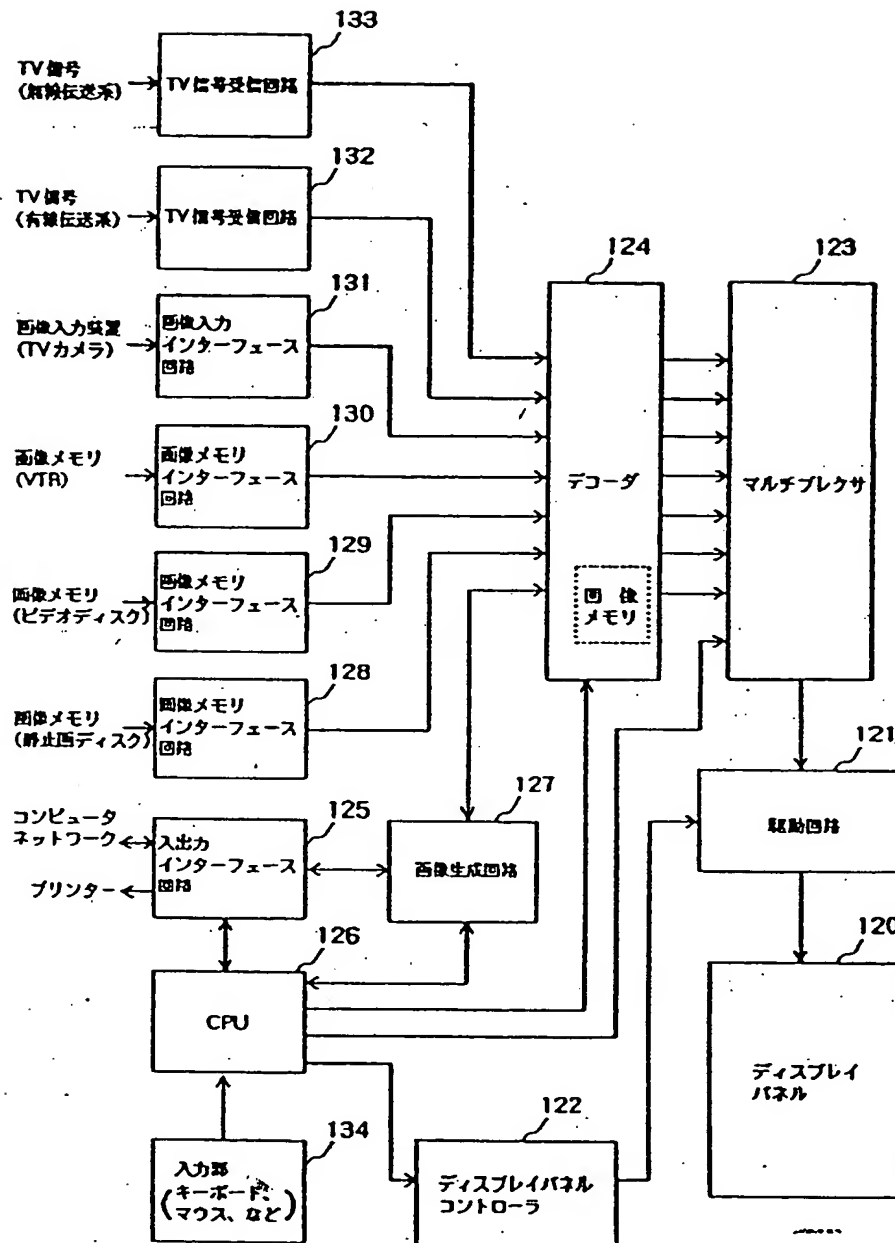 133
TV信号
(無線伝送系)
TV信号受信回路
132
TV信号
(有線伝送系)
TV信号受信回路
124
123
131
画像入力装置
(TVカメラ)
画像入力
インターフェース
回路
130
画像メモリ
(VTR)
画像メモリ
インターフェース
回路
デコーダ
マルチプレクサ
129
画像メモリ
(ビデオディスク)
画像メモリ
インターフェース
回路
画像
メモリ
128
画像メモリ
(静止画ディスク)
画像メモリ
インターフェース
回路
121
127
125
コンピュータ
ネットワーク
プリンター
入出力
インターフェース
回路
画像生成回路
駆動回路
126
120
CPU
ディスプレイ
パネル
134
122
入力部
(キーボード、
マウス、など)
ディスプレイパネル
コントローラ